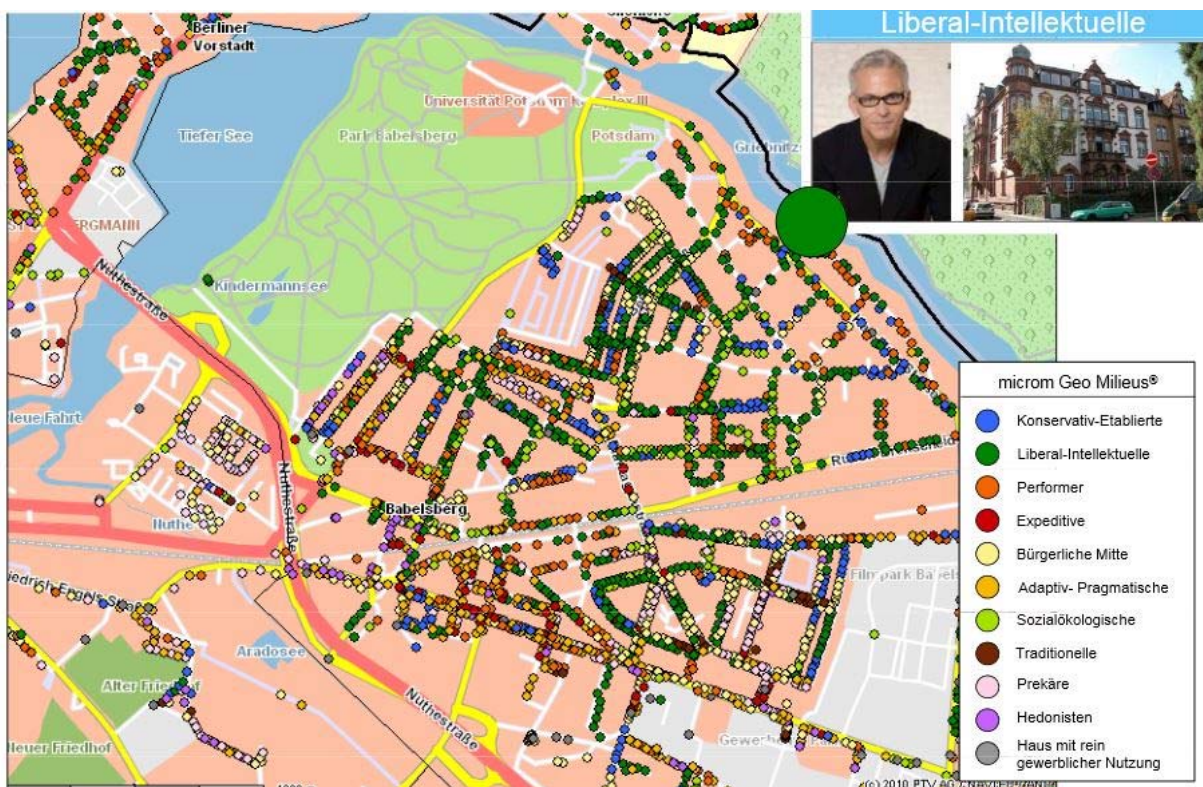 Liberal-Intellektuelle
Berliner
Vorstadt
Tiefer See
Park Babelsberg
Universität Potsdam
Potsdam
Kindermannsee
Nuthestraße
Neue Fahrt
Nuthe
Nuthestraße
Babelsberg
Aradosee
Alter Friedhof
Neuer Friedhof
Nuthestraße
microm Geo Milieus®
Konservativ-Etablierte
Liberal-Intellektuelle
Performer
Expeditive
Bürgerliche Mitte
Adaptiv- Pragmatische
Sozialökologische
Traditionelle
Prekäre
Hedonisten
Haus mit rein
gewerblicher Nutzung